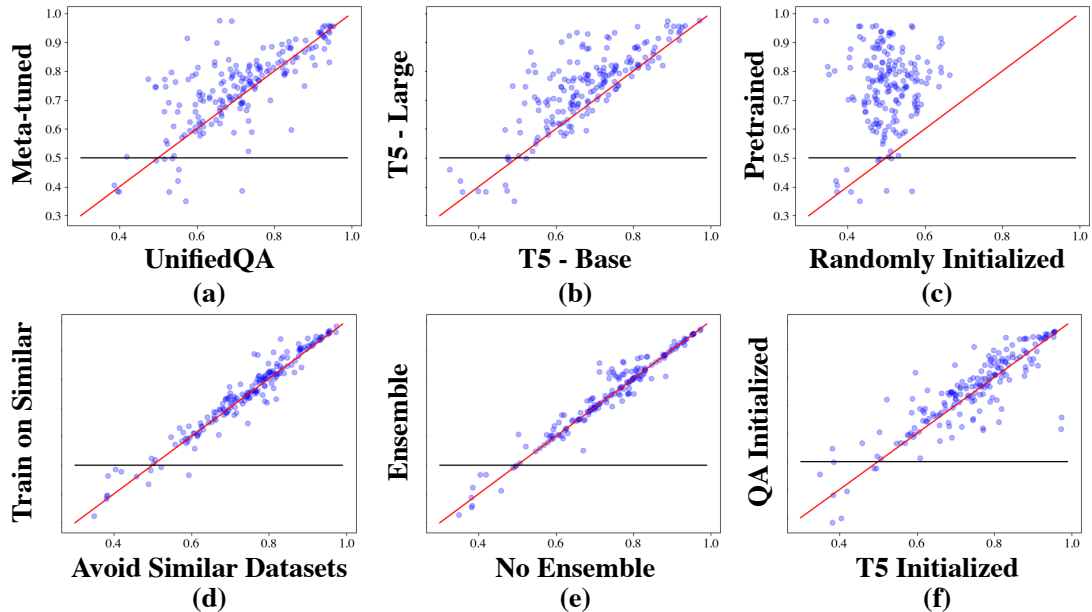 Meta-tuned
1.0
0.9
0.8
0.7
0.6
0.5
0.4
0.3
0.4
0.6
0.8
1.0
UnifiedQA
(a)
T5 - Large
0.4
0.6
0.8
1.0
T5 - Base
(b)
Pretrained
1.0
0.9
0.8
0.7
0.6
0.5
0.4
0.3
0.4
0.6
0.8
1.0
Randomly Initialized
(c)
Train on Similar
0.4
0.6
0.8
1.0
Avoid Similar Datasets
(d)
Ensemble
0.4
0.6
0.8
1.0
No Ensemble
(e)
QA Initialized
0.4
0.6
0.8
1.0
T5 Initialized
(f)